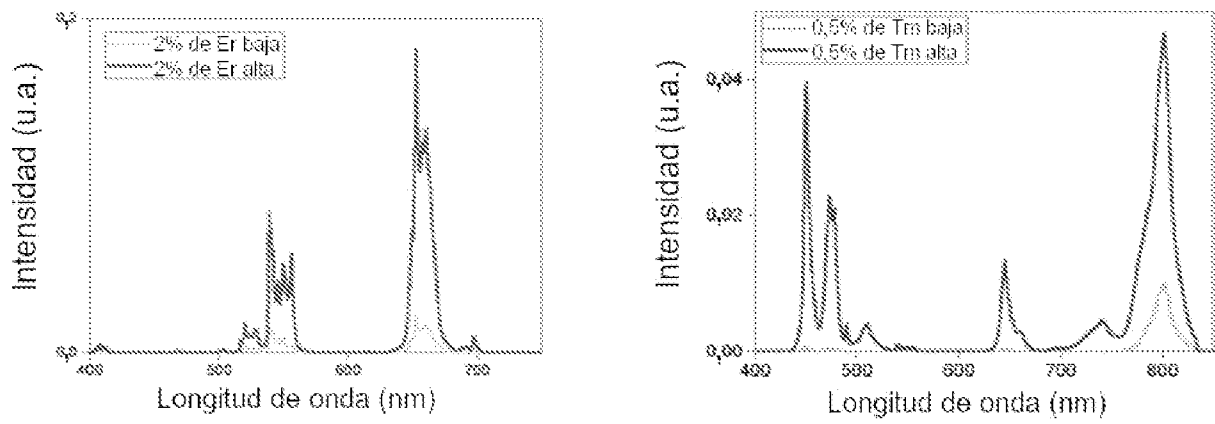 2% de Er baja
2% de Er alta
Intensidad (u.a.)
400
600
700
Longitud de onda (nm)
0,5% de Tm baja
0,5% de Tm alta
Intensidad (u.a.)
0,04
0,02
0,00
400
500
600
700
800
Longitud de onda (nm)